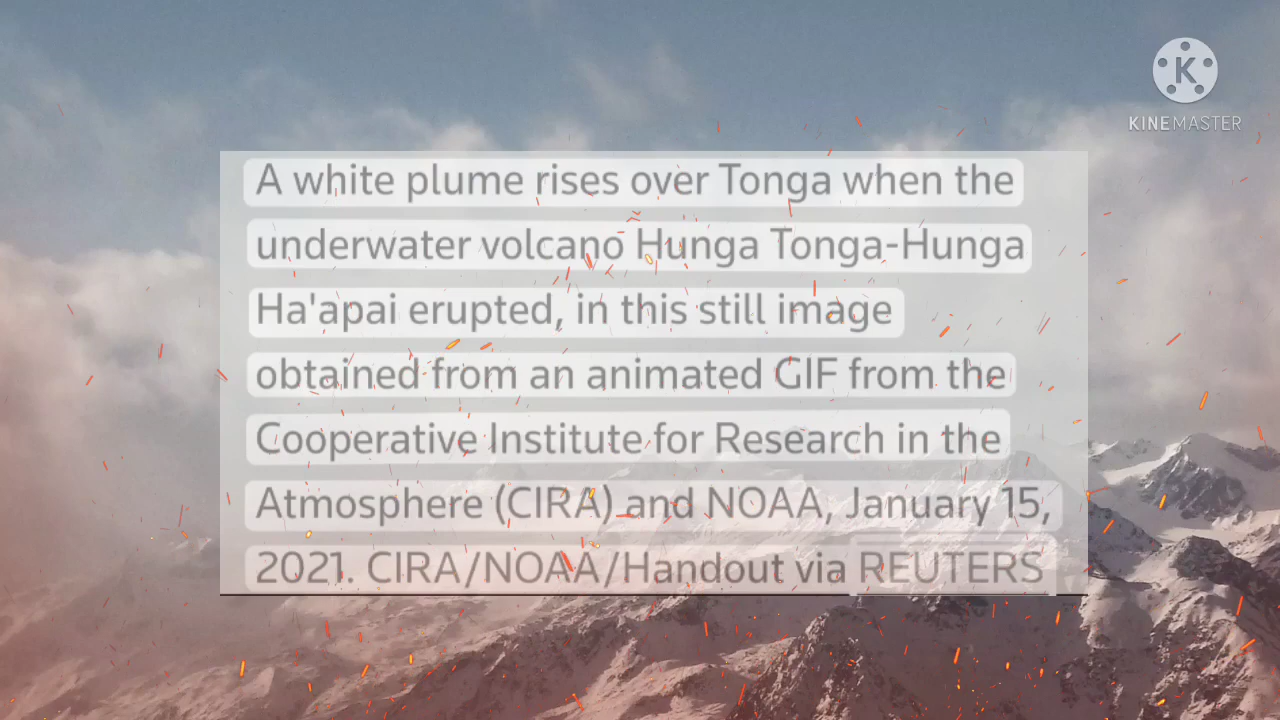 KINEMASTER
A white plume rises over Tonga when the
underwater volcano Hunga Tonga-Hunga
Ha'apai erupted, in this still image
obtained from an animated GIF from the
Cooperative Institute for Research in the
Atmosphere (CIRA) and NOAA, January 15,
2021. CIRA/NOAA/Handout via REUTERS